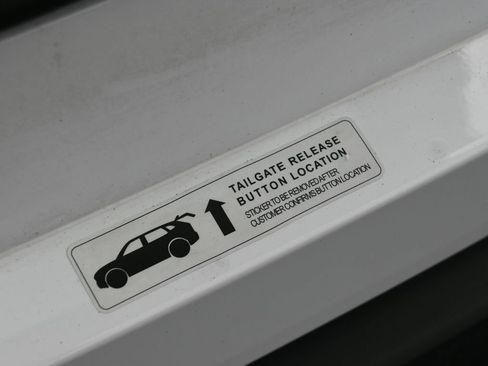 TAILGATE RELEASE
BUTTON LOCATION
STICKER TO BE REMOVED AFTER
CUSTOMER CONFIRMS BUTTON LOCATION